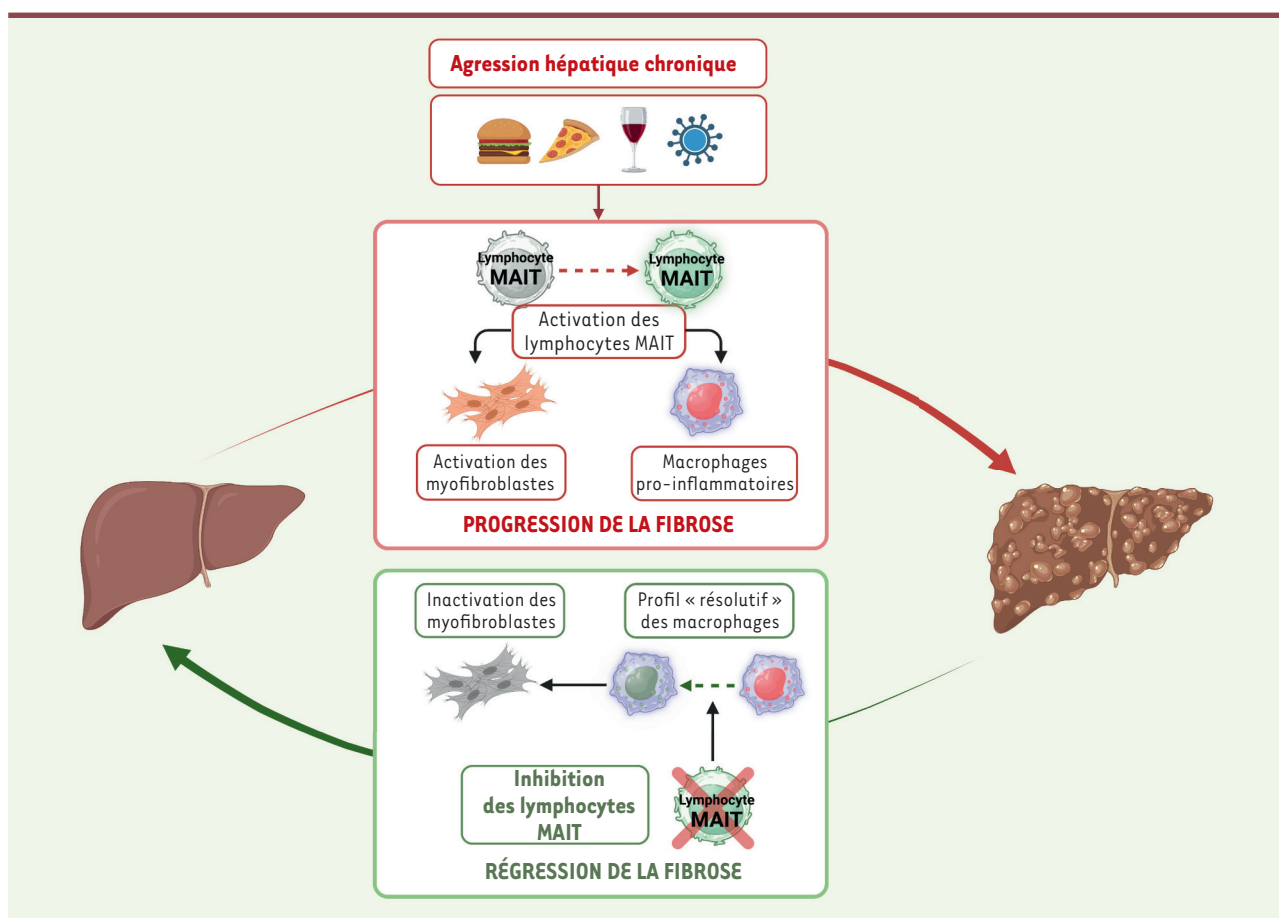 Agression hépatique chronique
Lymphocyte
MAIT
Lymphocyte
MAIT
Activation des
lymphocytes MAIT
Activation des
myofibroblastes
Macrophages
pro-inflammatoires
PROGRESSION DE LA FIBROSE
Inactivation des
myofibroblastes
Profil « résolutif »
des macrophages
Inhibition
des lymphocytes
MAIT
Lymphocyte
MAIT
RÉGRESSION DE LA FIBROSE